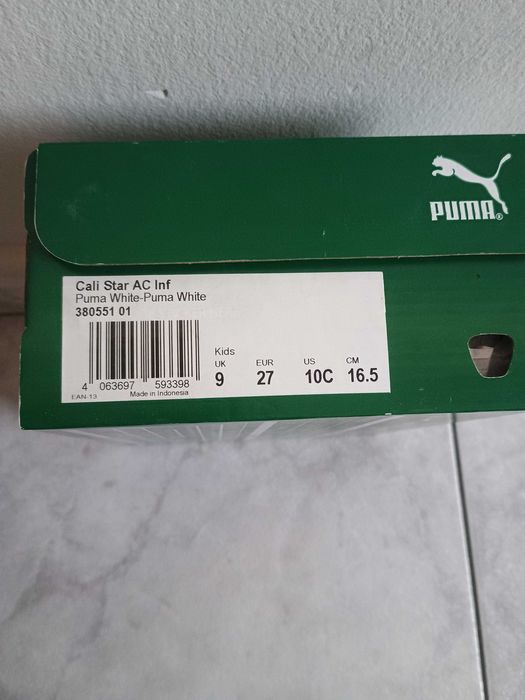 PUMA®
Cali Star AC Inf
Puma White-Puma White
380551 01
Kids
UK EUR US CM
9 27 10C 16.5
4 063697 593398
EAN-13 Made in Indonesia